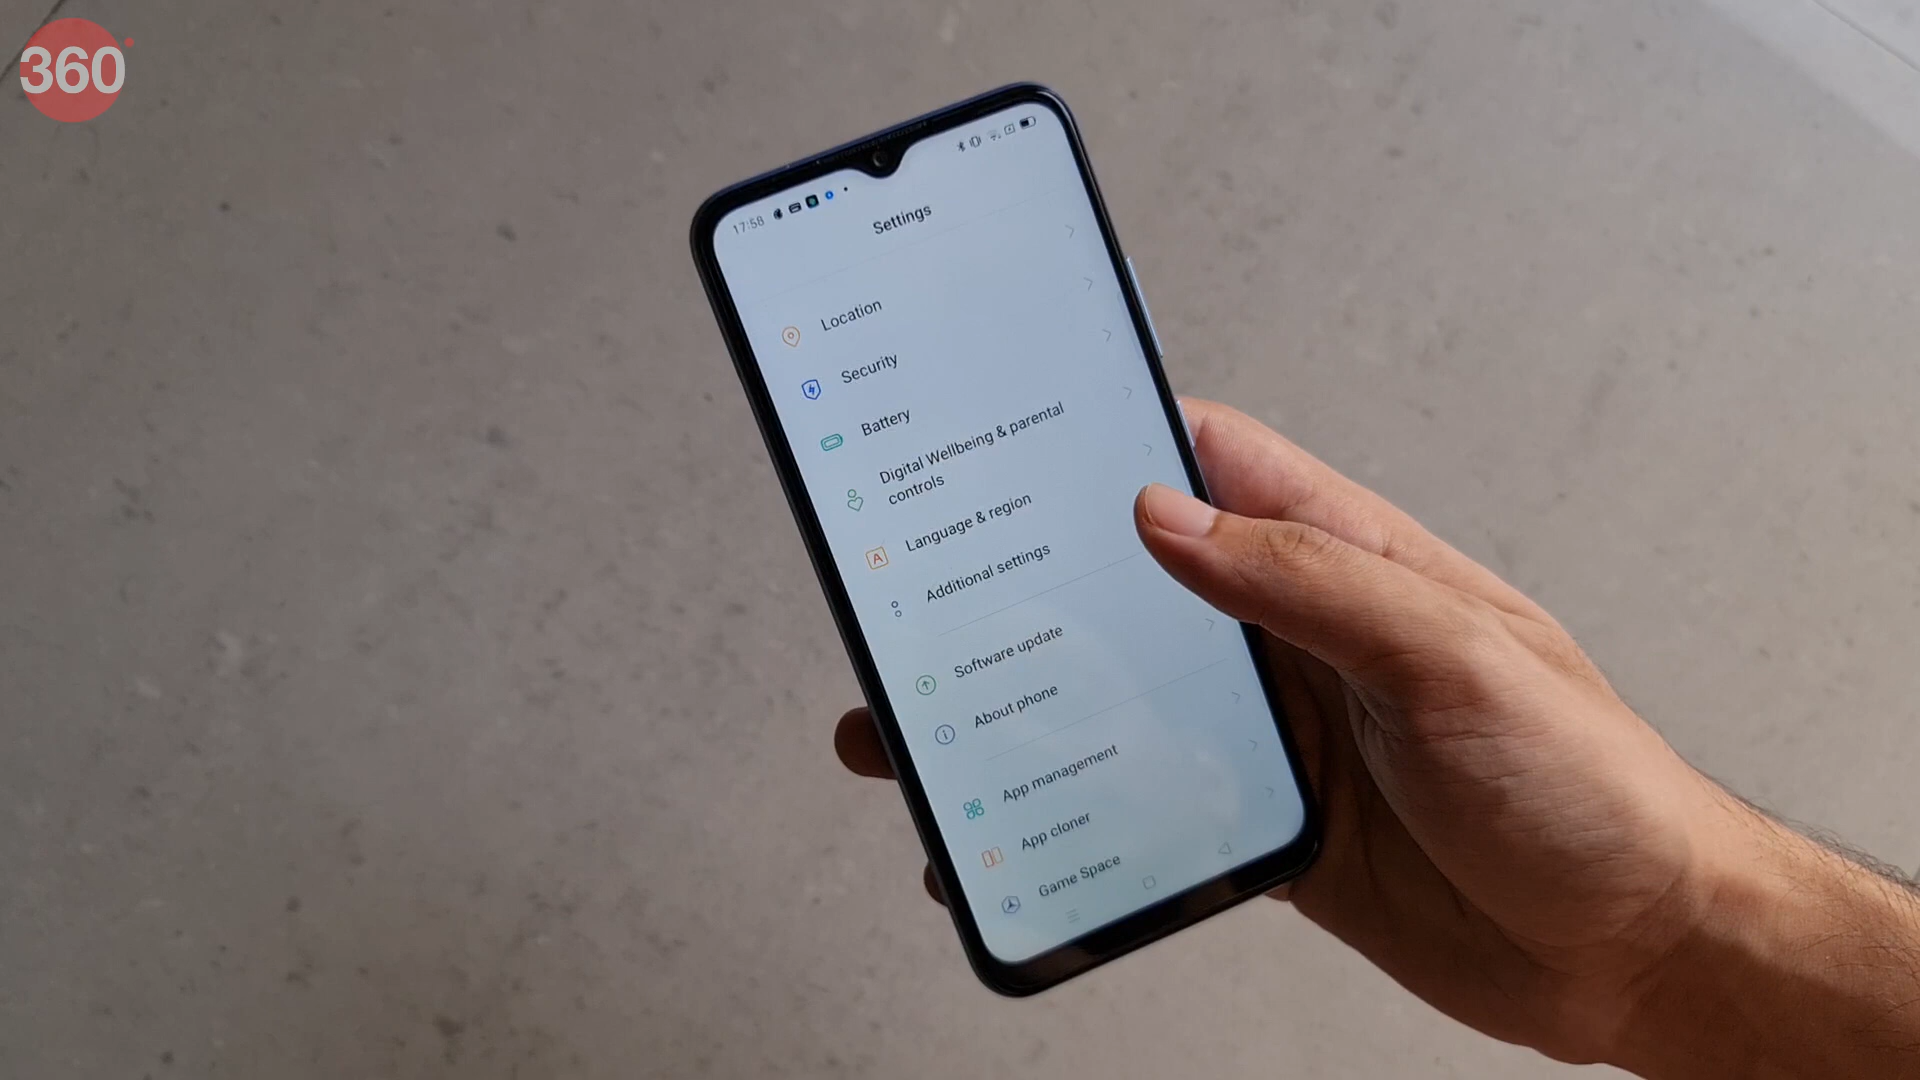 360
17:58
Settings
Location
Security
Battery
Digital Wellbeing & parental
controls
A
Language & region
Additional settings
Software update
About phone
App management
App cloner
Game Space